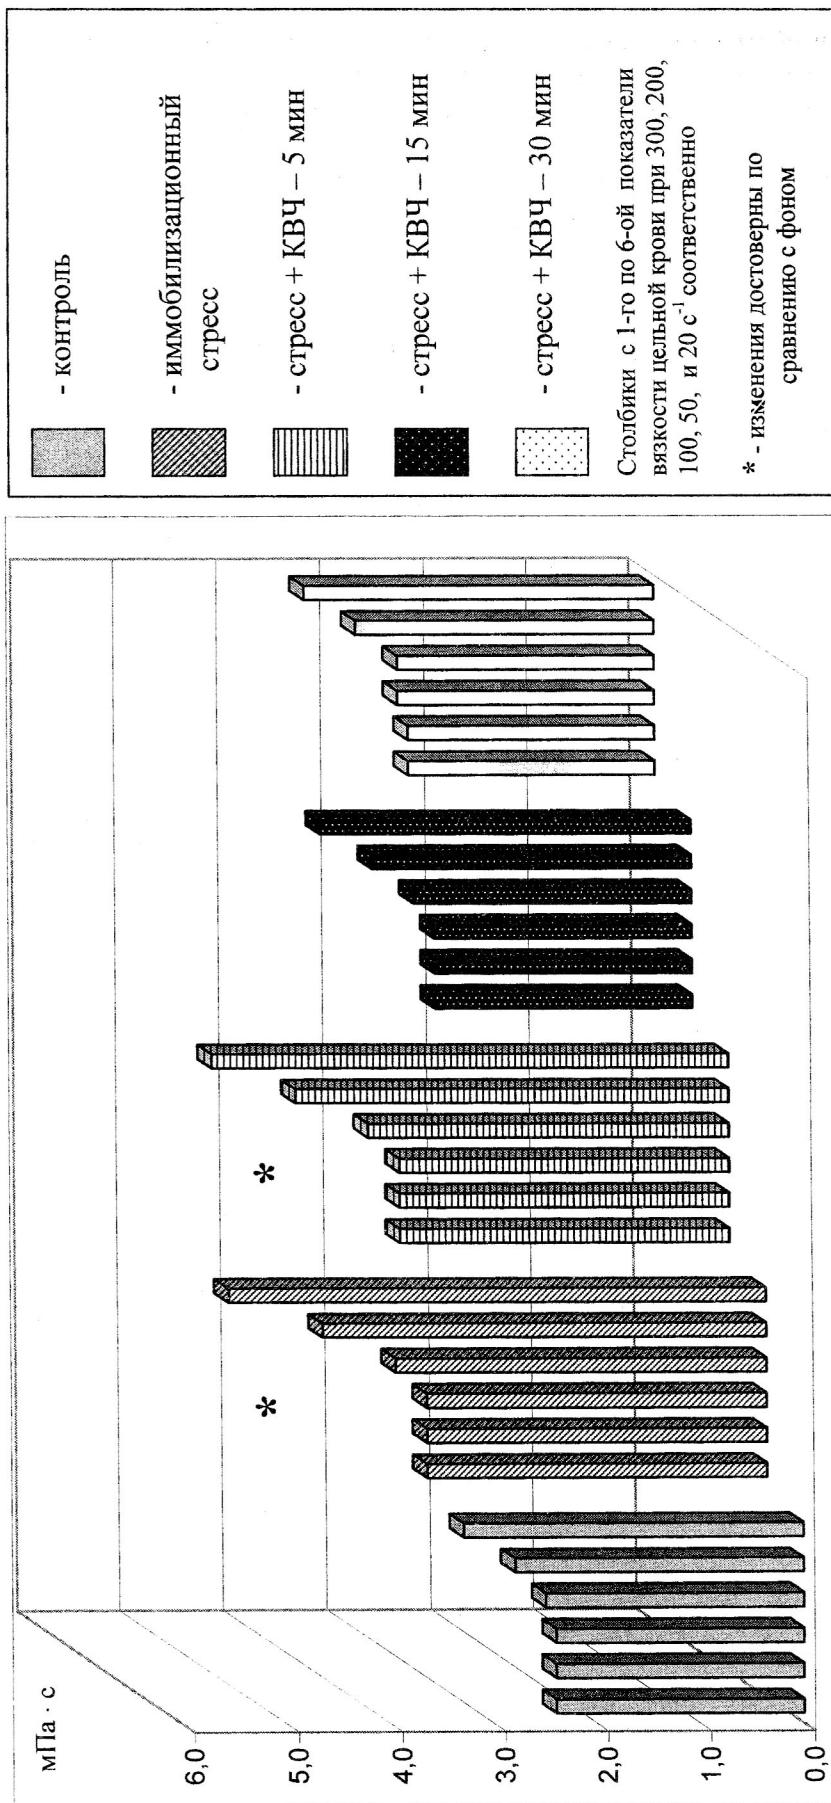 мПа · с
6,0
5,0
4,0
3,0
2,0
1,0
0,0
*
*
- контроль
- иммобилизационный
стресс
- стресс + КВЧ – 5 мин
- стресс + КВЧ – 15 мин
- стресс + КВЧ – 30 мин
Столбики с 1-го по 6-ой показатели
вязкости цельной крови при 300, 200,
100, 50, и 20 с⁻¹ соответственно
* - изменения достоверны по
сравнению с фоном